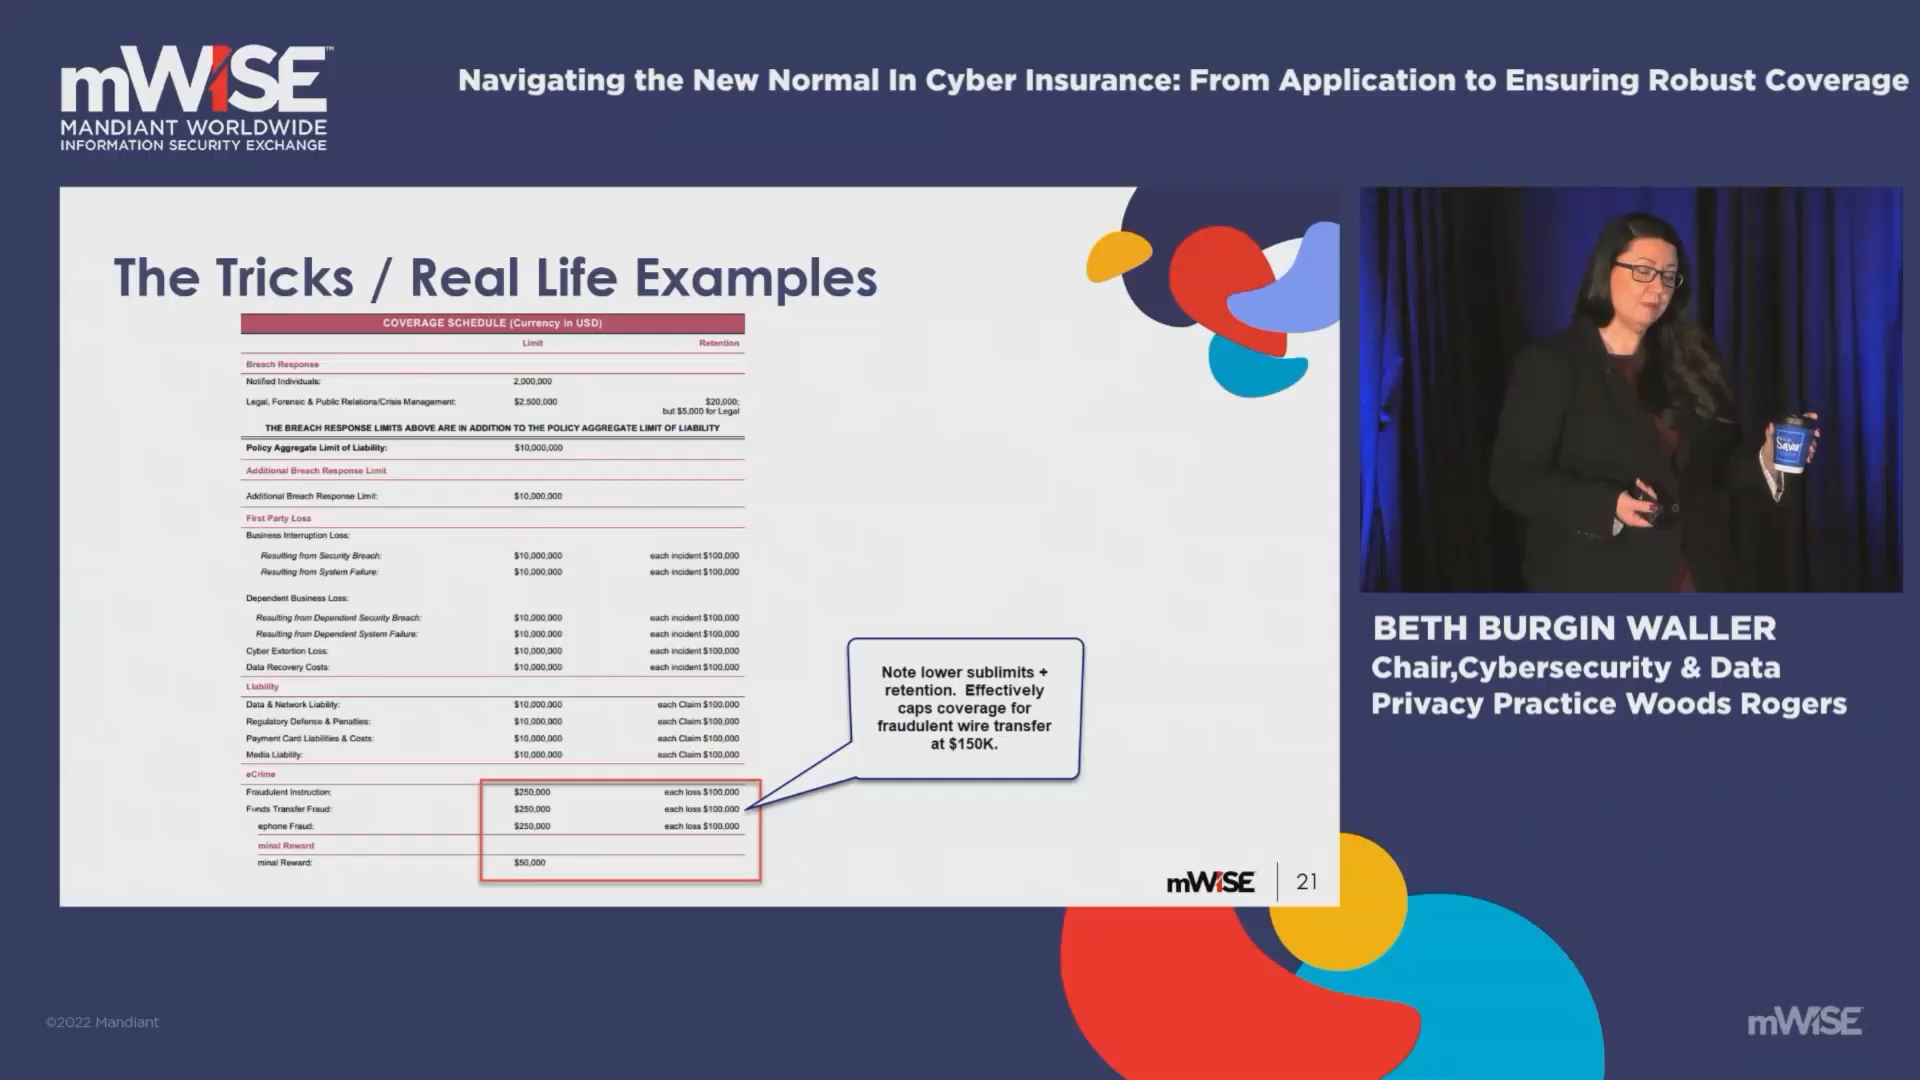 mWISE™
MANDIANT WORLDWIDE
INFORMATION SECURITY EXCHANGE
Navigating the New Normal In Cyber Insurance: From Application to Ensuring Robust Coverage
The Tricks / Real Life Examples
COVERAGE SCHEDULE (Currency in USD)
Limit Retention
Breach Response
Notified Individuals: 2,000,000
Legal, Forensic & Public Relations/Crisis Management: $2,500,000 $20,000;
but $5,000 for Legal
THE BREACH RESPONSE LIMITS ABOVE ARE IN ADDITION TO THE POLICY AGGREGATE LIMIT OF LIABILITY
Policy Aggregate Limit of Liability: $10,000,000
Additional Breach Response Limit
Additional Breach Response Limit: $10,000,000
First Party Loss
Business Interruption Loss:
Resulting from Security Breach: $10,000,000 each incident $100,000
Resulting from System Failure: $10,000,000 each incident $100,000
Dependent Business Loss:
Resulting from Dependent Security Breach: $10,000,000 each incident $100,000
Resulting from Dependent System Failure: $10,000,000 each incident $100,000
Cyber Extortion Loss: $10,000,000 each incident $100,000
Data Recovery Costs: $10,000,000 each incident $100,000
Liability
Data & Network Liability: $10,000,000 each Claim $100,000
Regulatory Defense & Penalties: $10,000,000 each Claim $100,000
Payment Card Liabilities & Costs: $10,000,000 each Claim $100,000
Media Liability: $10,000,000 each Claim $100,000
eCrime
Fraudulent Instruction: $250,000 each loss $100,000
Funds Transfer Fraud: $250,000 each loss $100,000
ephone Fraud: $250,000 each loss $100,000
minal Reward
minal Reward: $50,000
Note lower sublimits +
retention. Effectively
caps coverage for
fraudulent wire transfer
at $150K.
mWISE 21
Savor
BETH BURGIN WALLER
Chair,Cybersecurity & Data
Privacy Practice Woods Rogers
©2022 Mandiant
mWISE